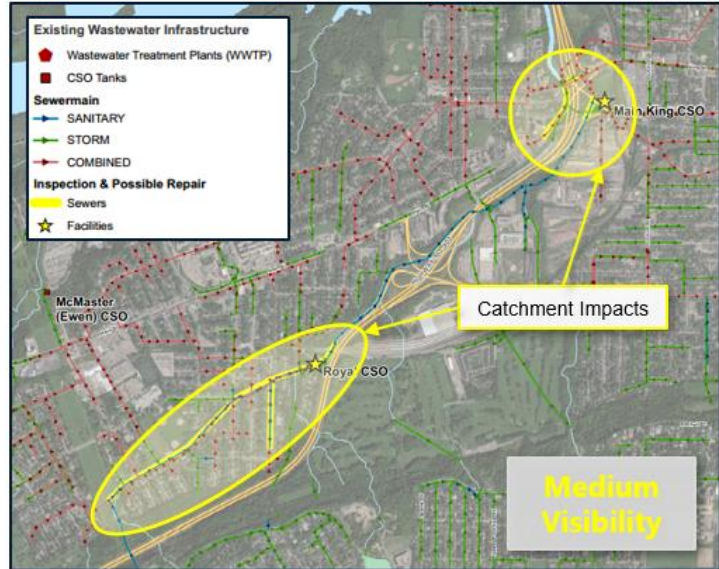 Existing Wastewater Infrastructure
Wastewater Treatment Plants (WWTP)
CSO Tanks
Sewermain
SANITARY
STORM
COMBINED
Inspection & Possible Repair
Sewers
Facilities
Main King CSO
McMaster
(Ewen) CSO
Catchment Impacts
Royal CSO
Medium
Visibility